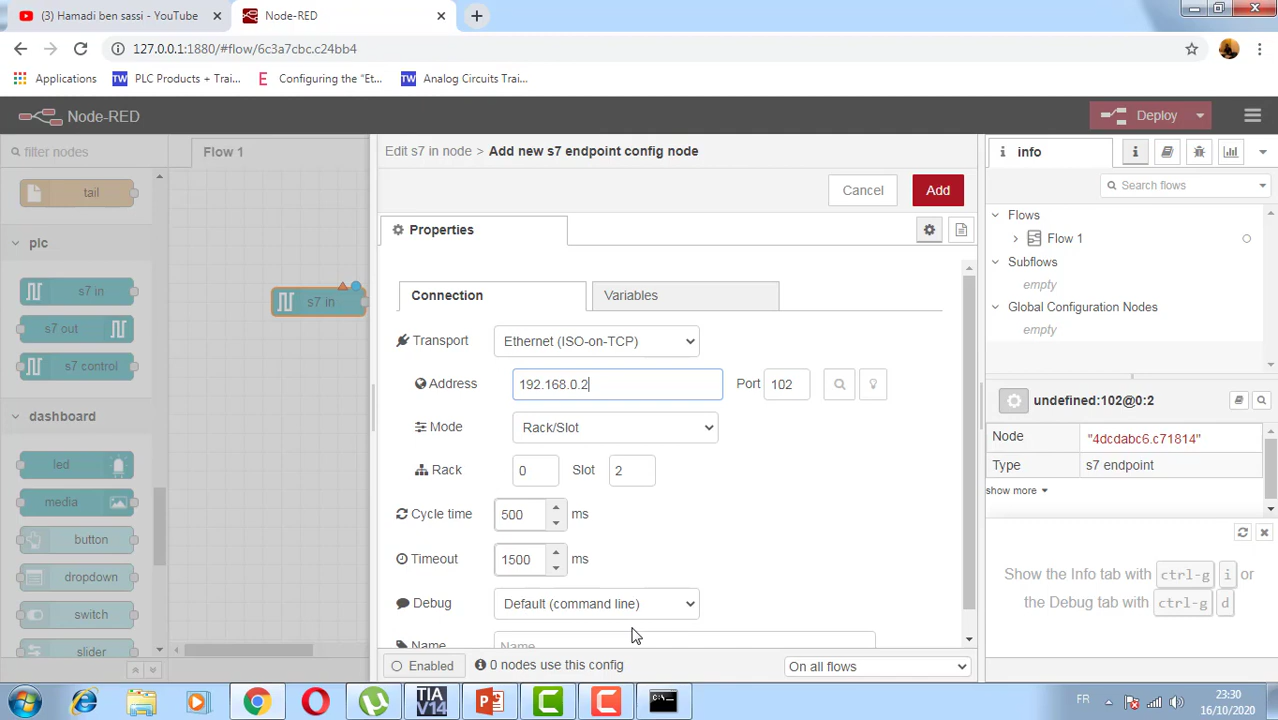 (3) Hamadi ben sassi - YouTube
Node-RED
127.0.0.1:1880/#flow/6c3a7cbc.c24bb4
Applications
PLC Products + Trai...
Configuring the "Et...
Analog Circuits Trai...
Node-RED
Deploy
filter nodes
Flow 1
Edit s7 in node > Add new s7 endpoint config node
info
Cancel
Add
Search flows
tail
plc
s7 in
s7 out
s7 control
dashboard
led
media
button
dropdown
switch
slider
s7 in
Properties
Connection
Variables
Transport
Ethernet (ISO-on-TCP)
Address
192.168.0.2
Port
102
Mode
Rack/Slot
Rack
0
Slot
2
Cycle time
500
ms
Timeout
1500
ms
Debug
Default (command line)
Name
Name
Enabled
0 nodes use this config
On all flows
Flows
Flow 1
Subflows
empty
Global Configuration Nodes
empty
undefined:102@0:2
Node
"4dcdabc6.c71814"
Type
s7 endpoint
show more
Show the Info tab with ctrl-g i or
the Debug tab with ctrl-g d
TIA
V14
FR
23:30
16/10/2020